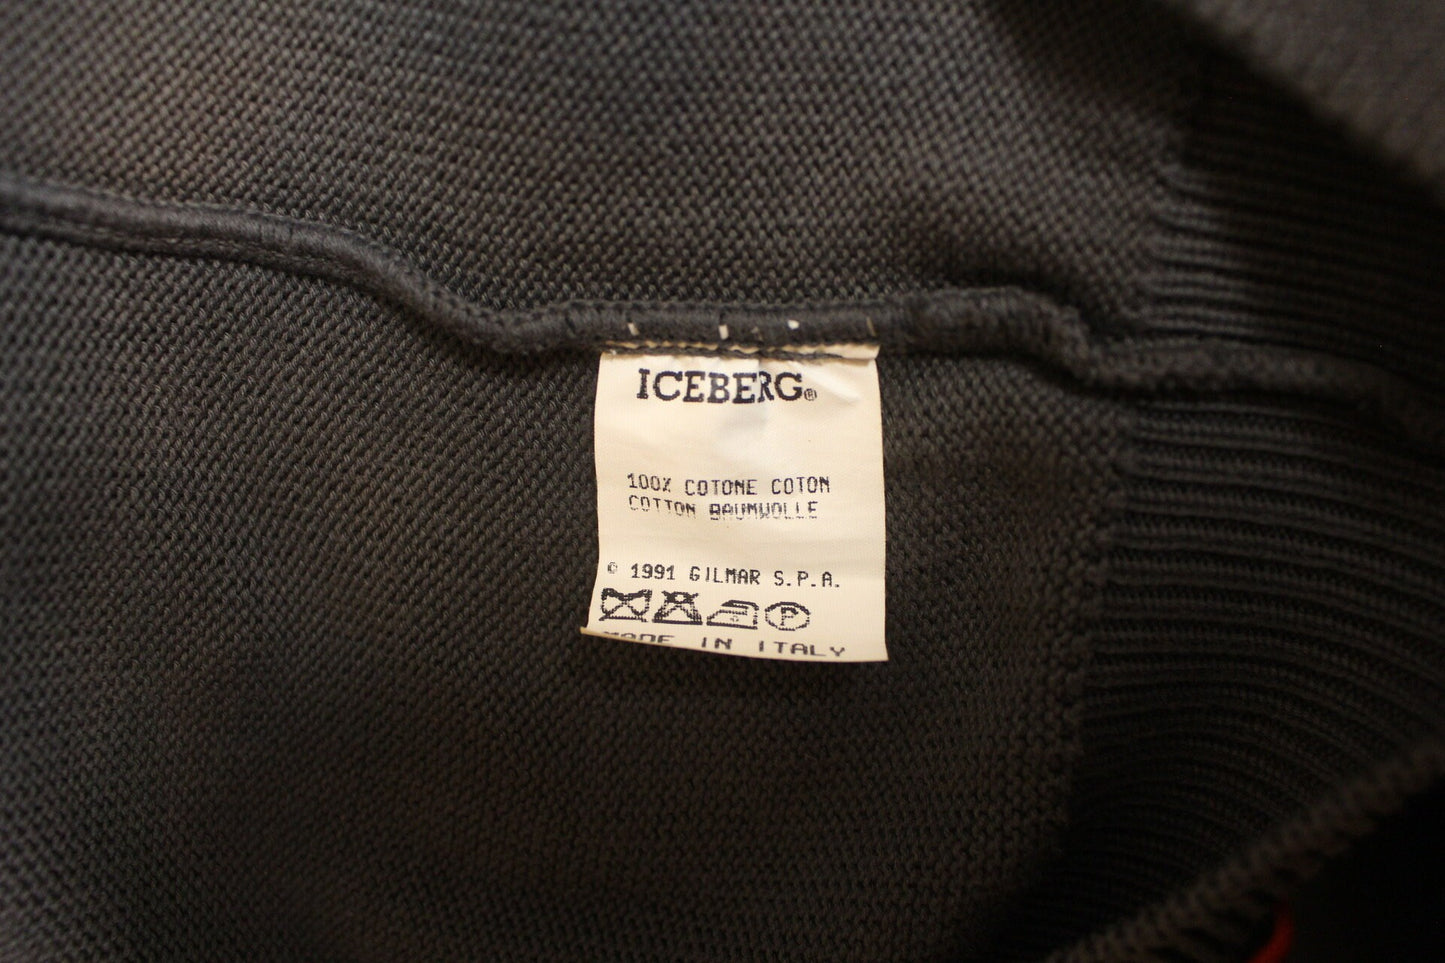 ICEBERG®
100% COTONE COTON
COTTON BAUMWOLLE
© 1991 GILMAR S.P.A.
P
MADE IN ITALY